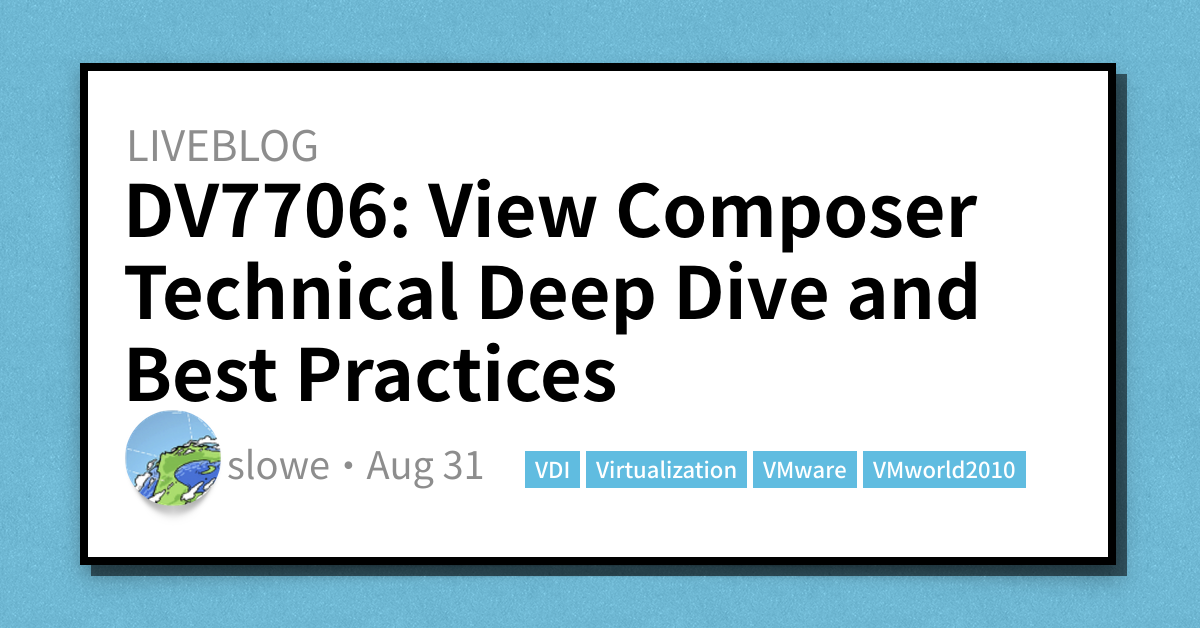 LIVEBLOG
DV7706: View Composer
Technical Deep Dive and
Best Practices
slowe • Aug 31 VDI Virtualization VMware VMworld2010